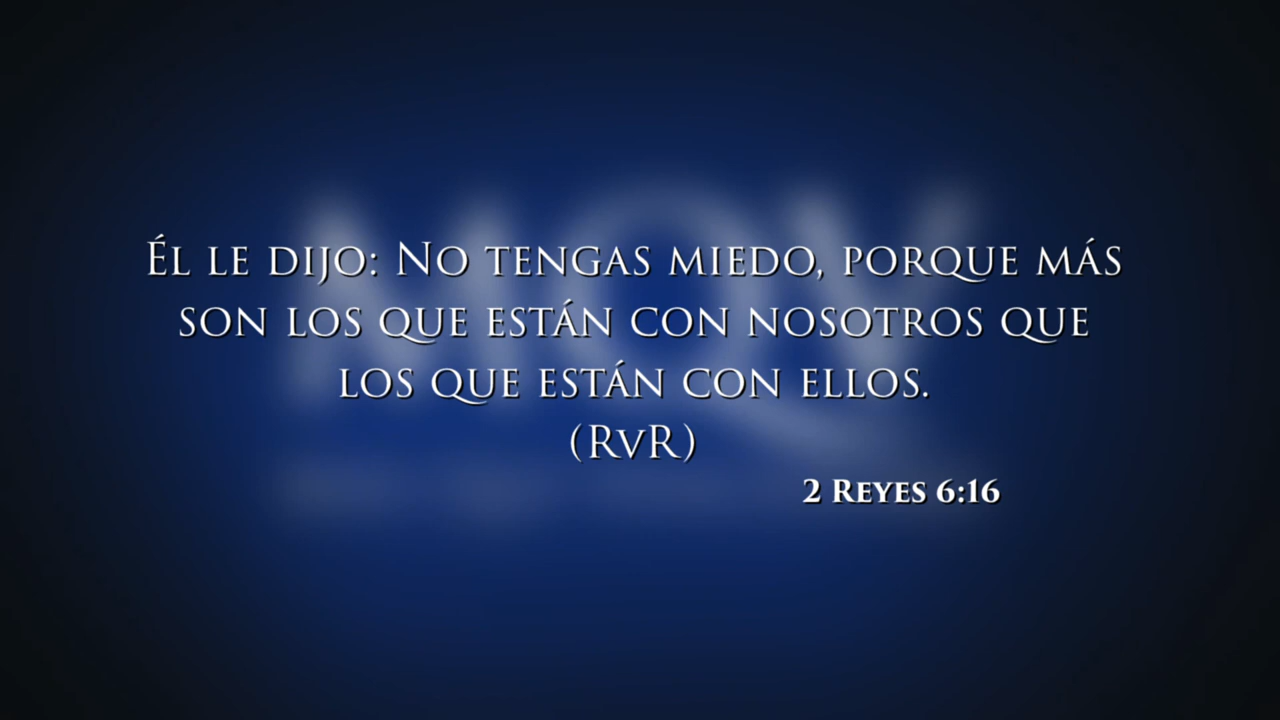 Él le dijo: No tengas miedo, porque más
son los que están con nosotros que
los que están con ellos.
(RvR)
2 Reyes 6:16
MQV